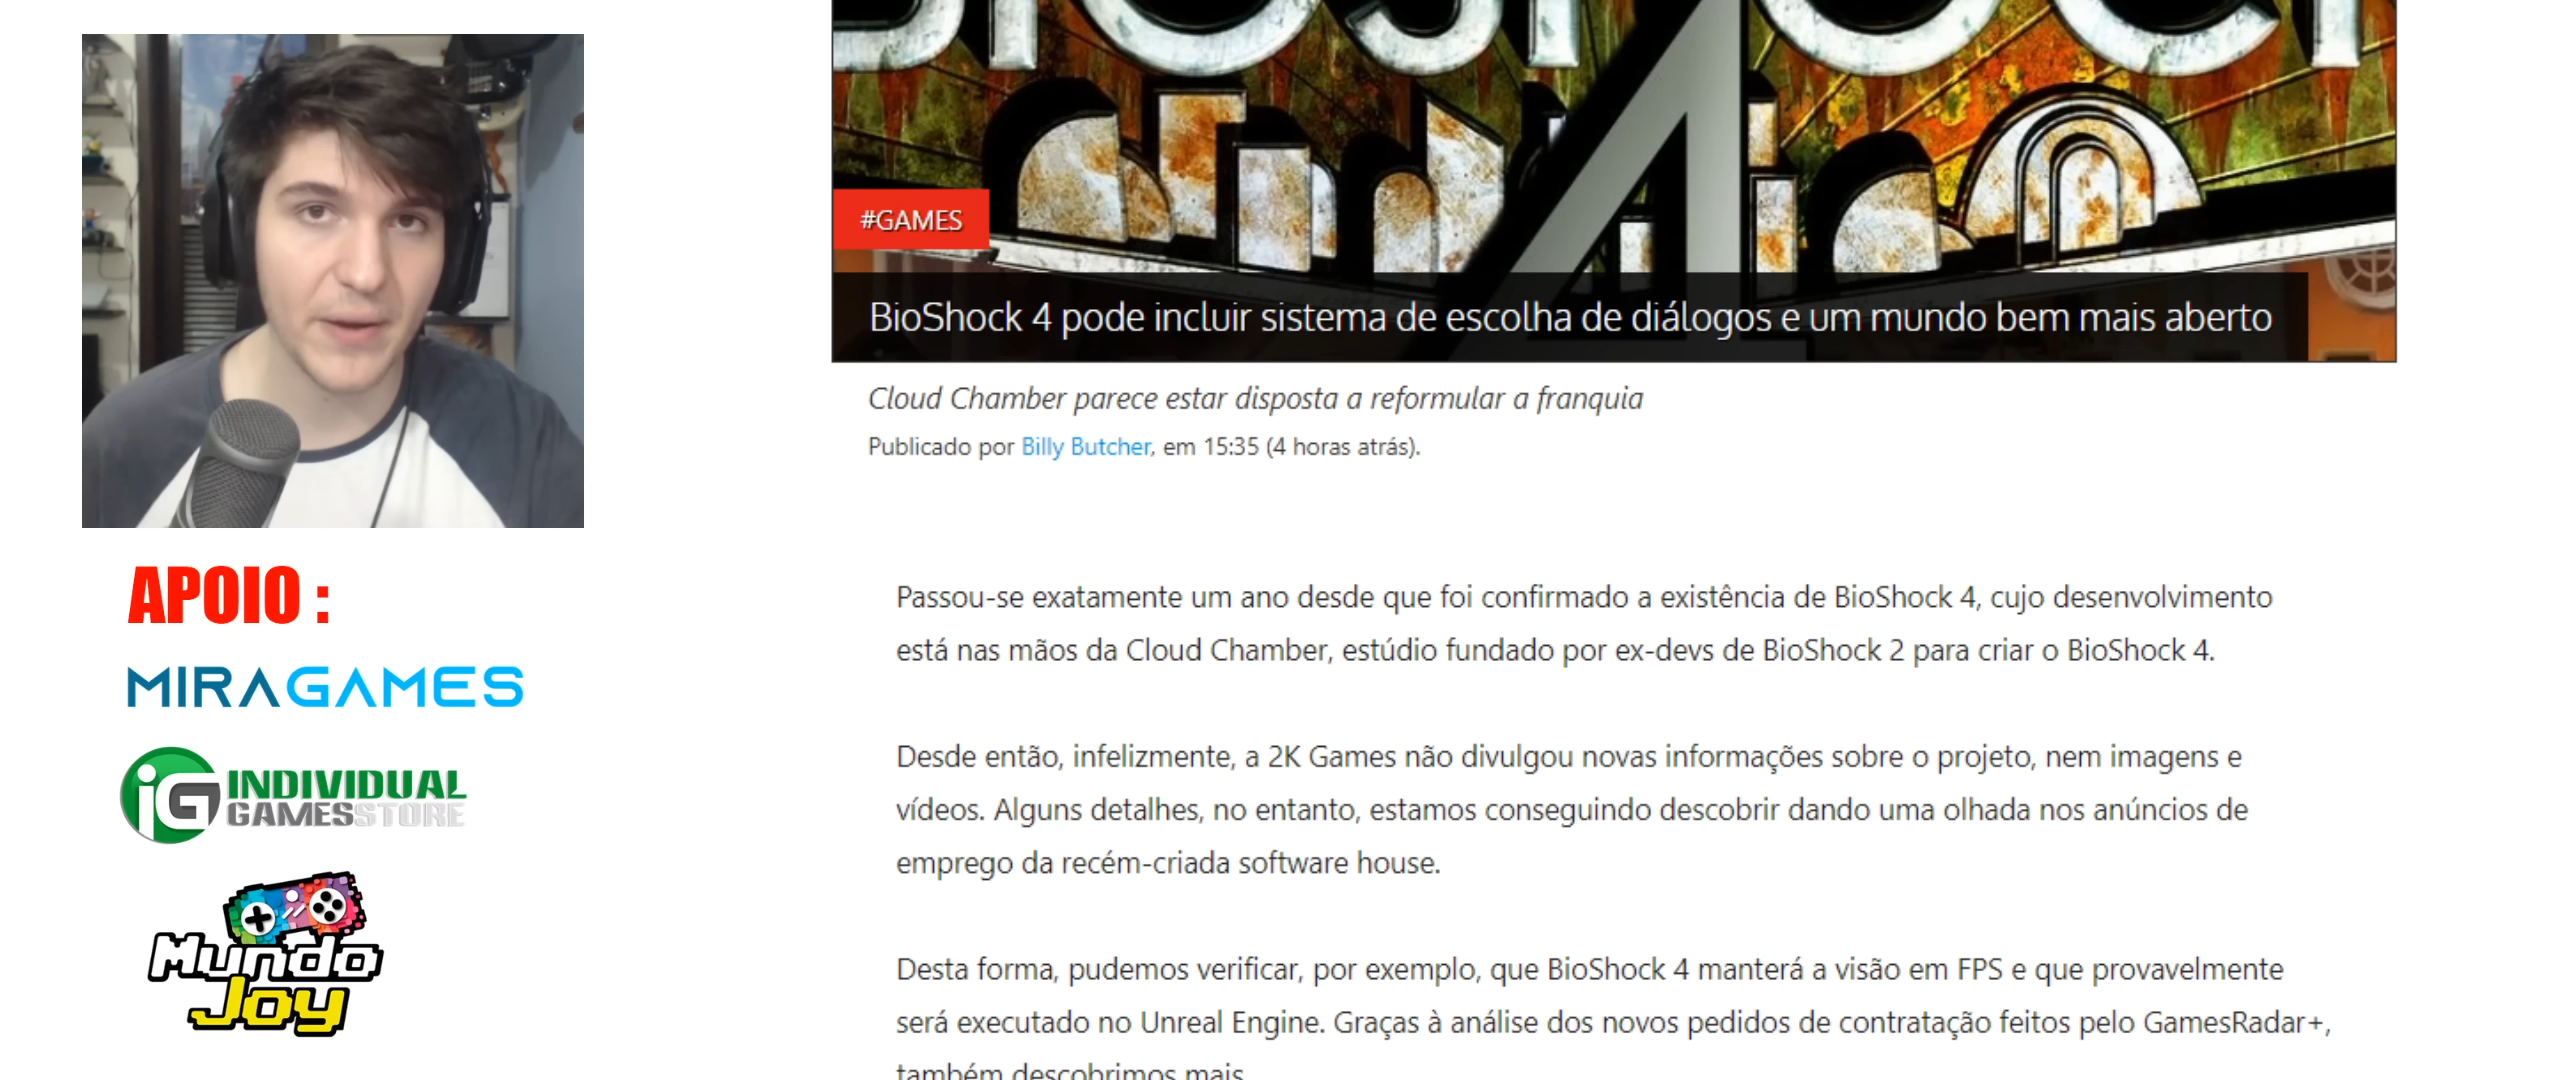 #GAMES
BioShock 4 pode incluir sistema de escolha de diálogos e um mundo bem mais aberto
Cloud Chamber parece estar disposta a reformular a franquia
Publicado por Billy Butcher, em 15:35 (4 horas atrás).
Passou-se exatamente um ano desde que foi confirmado a existência de BioShock 4, cujo desenvolvimento
está nas mãos da Cloud Chamber, estúdio fundado por ex-devs de BioShock 2 para criar o BioShock 4.
Desde então, infelizmente, a 2K Games não divulgou novas informações sobre o projeto, nem imagens e
vídeos. Alguns detalhes, no entanto, estamos conseguindo descobrir dando uma olhada nos anúncios de
emprego da recém-criada software house.
Desta forma, pudemos verificar, por exemplo, que BioShock 4 manterá a visão em FPS e que provavelmente
será executado no Unreal Engine. Graças à análise dos novos pedidos de contratação feitos pelo GamesRadar+,
também descobrimos mais
APOIO :
MIRAGAMES
iG INDIVIDUAL
GAMESSTORE
Mundo
Joy